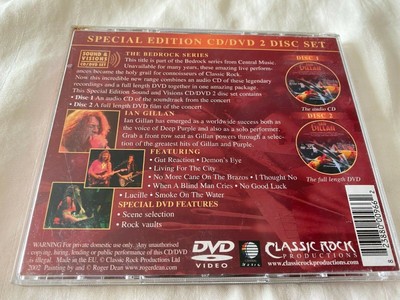 SPECIAL EDITION CD/DVD 2 DISC SET
SOUND &
VISIONS
CD/DVD SET
THE BEDROCK SERIES
This title is part of the Bedrock series from Central Music.
Unavailable for many years, these amazing live perform-
ances became the holy grail for connoisseurs of Classic Rock.
Now this incredible new range combines an audio CD of these legendary
recordings and a full length DVD together in one amazing package.
This Special Edition Sound and Visions CD/DVD 2 disc set contains
• Disc 1 An audio CD of the soundtrack from the concert
• Disc 2 A full length DVD film of the concert
DISC 1
GILLAN
The audio CD
DISC 2
GILLAN
The full length DVD
IAN GILLAN
Ian Gillan has emerged as a worldwide success both as
the voice of Deep Purple and also as a solo performer.
Grab a front row seat as Gillan powers through a
selection of the greatest hits of Gillan and Purple.
FEATURING
• Gut Reaction • Demon's Eye
• Living For The City
• No More Cane On The Brazos • I Thought No
• When A Blind Man Cries • No Good Luck
• Lucille • Smoke On The Water
SPECIAL DVD FEATURES
• Scene selection
• Rock vaults
WARNING For private domestic use only. Any unauthorised
copying, hiring, lending or public performance of this CD/DVD
is illegal. Made in the EU. © Classic Rock Productions Ltd
2002 Painting by and © Roger Dean www.rogerdean.com
DVD
VIDEO
CLASSIC ROCK
PRODUCTIONS
www.classicrockproductions.com